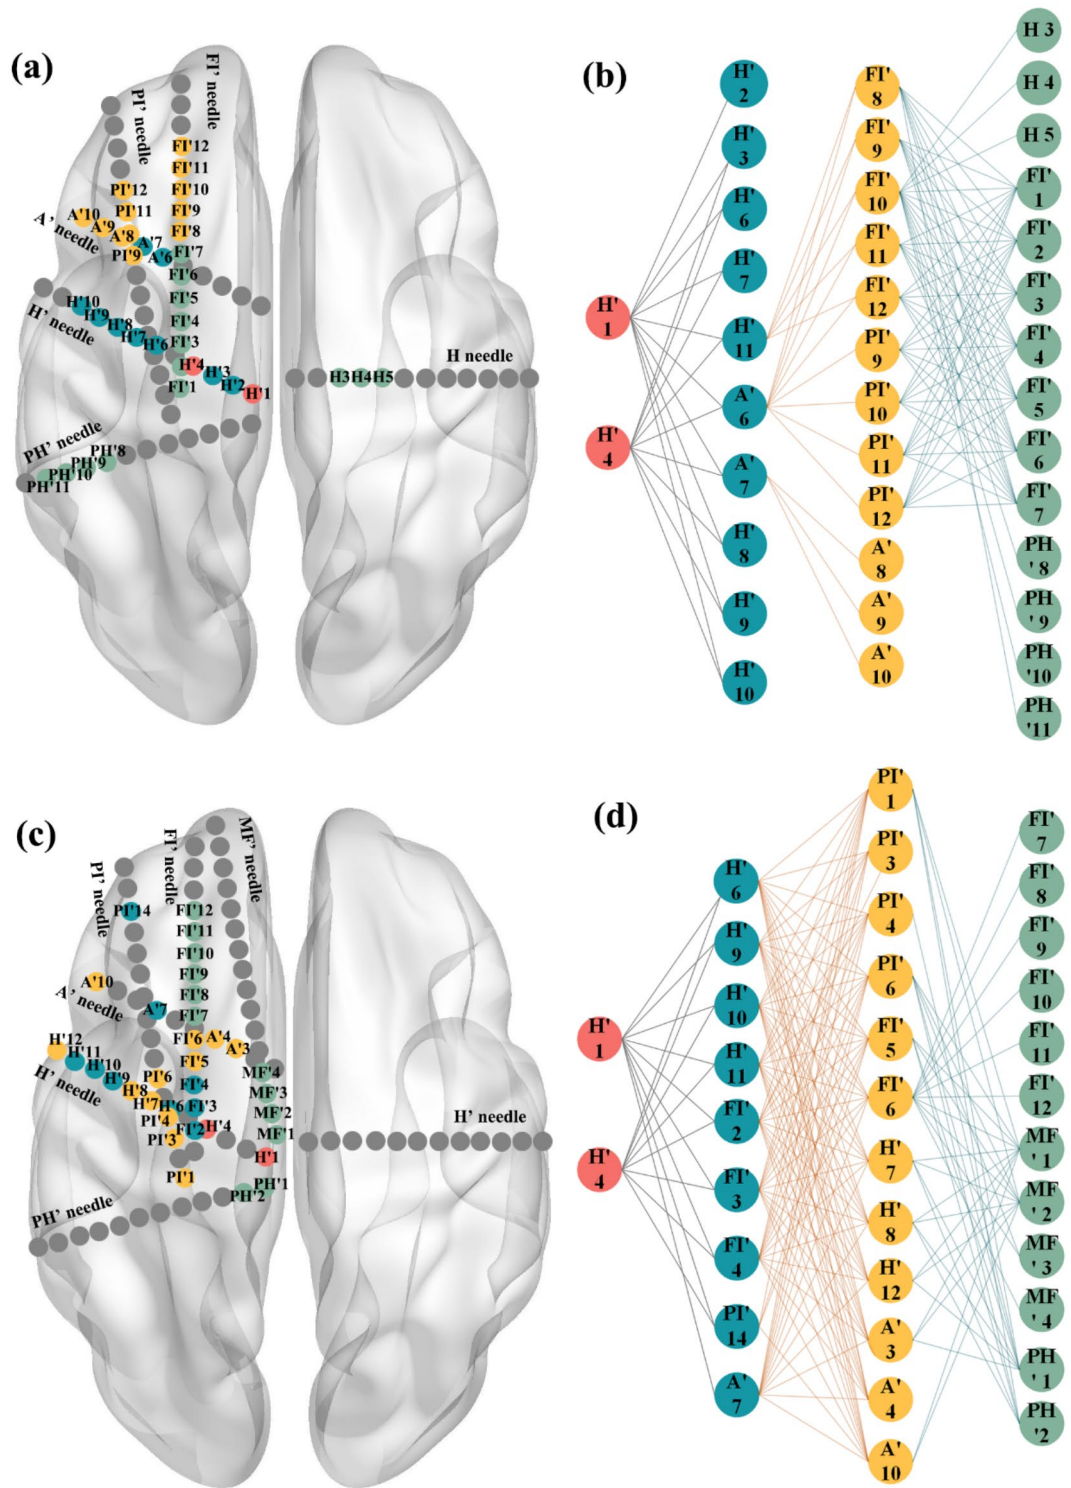 (a)
FI' needle
PI' needle
A' needle
FI'12
FI'11
FI'10
FI'9
FI'8
FI'7
FI'6
FI'5
FI'4
FI'3
FI'1
PI'12
PI'11
PI'9
A'10
A'9
A'8
A'7
A'6
H' needle
H'10
H'9
H'8
H'7
H'6
H'4
H'3
H'2
H'1
H needle
H3 H4 H5
PH' needle
PH'8
PH'9
PH'10
PH'11
(b)
H'
1
H'
4
H'
2
H'
3
H'
6
H'
7
H'
11
A'
6
A'
7
H'
8
H'
9
H'
10
FI'
8
FI'
9
FI'
10
FI'
11
FI'
12
PI'
9
PI'
10
PI'
11
PI'
12
A'
8
A'
9
A'
10
H 3
H 4
H 5
FI'
1
FI'
2
FI'
3
FI'
4
FI'
5
FI'
6
FI'
7
PH
' 8
PH
' 9
PH
'10
PH
'11
(c)
PI' needle
FI' needle
MF' needle
PI'14
FI'12
FI'11
FI'10
FI'9
FI'8
FI'7
FI'6
FI'5
FI'4
FI'3
FI'2
A' needle
A'10
A'7
A'4
A'3
H'12
H'11
H'10
H'9
H'8
H'7
H'6
H'4
H'1
H' needle
PI'6
PI'4
PI'3
PI'1
MF'4
MF'3
MF'2
MF'1
PH'1
PH'2
PH' needle
H' needle
(d)
H'
1
H'
4
H'
6
H'
9
H'
10
H'
11
FI'
2
FI'
3
FI'
4
PI'
14
A'
7
PI'
1
PI'
3
PI'
4
PI'
6
FI'
5
FI'
6
H'
7
H'
8
H'
12
A'
3
A'
4
A'
10
FI'
7
FI'
8
FI'
9
FI'
10
FI'
11
FI'
12
MF
' 1
MF
' 2
MF
' 3
MF
' 4
PH
' 1
PH
'2